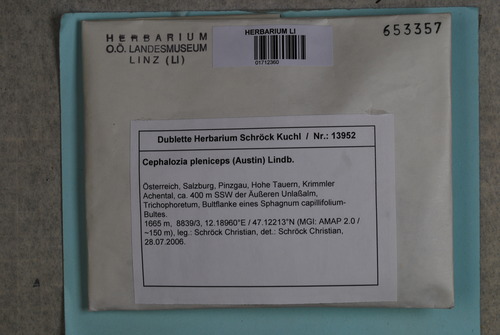 HERBARIUM
O.Ö. LANDESMUSEUM
LINZ (LI)
HERBARIUM LI
01712360
653357
Dublette Herbarium Schröck Kuchl / Nr.: 13952
Cephalozia pleniceps (Austin) Lindb.
Österreich, Salzburg, Pinzgau, Hohe Tauern, Krimmler
Achental, ca. 400 m SSW der Äußeren Unlaßalm,
Trichophoretum, Bultflanke eines Sphagnum capillifolium-
Bultes.
1665 m, 8839/3, 12.18960°E / 47.12213°N (MGI: AMAP 2.0 /
~150 m), leg.: Schröck Christian, det.: Schröck Christian,
28.07.2006.